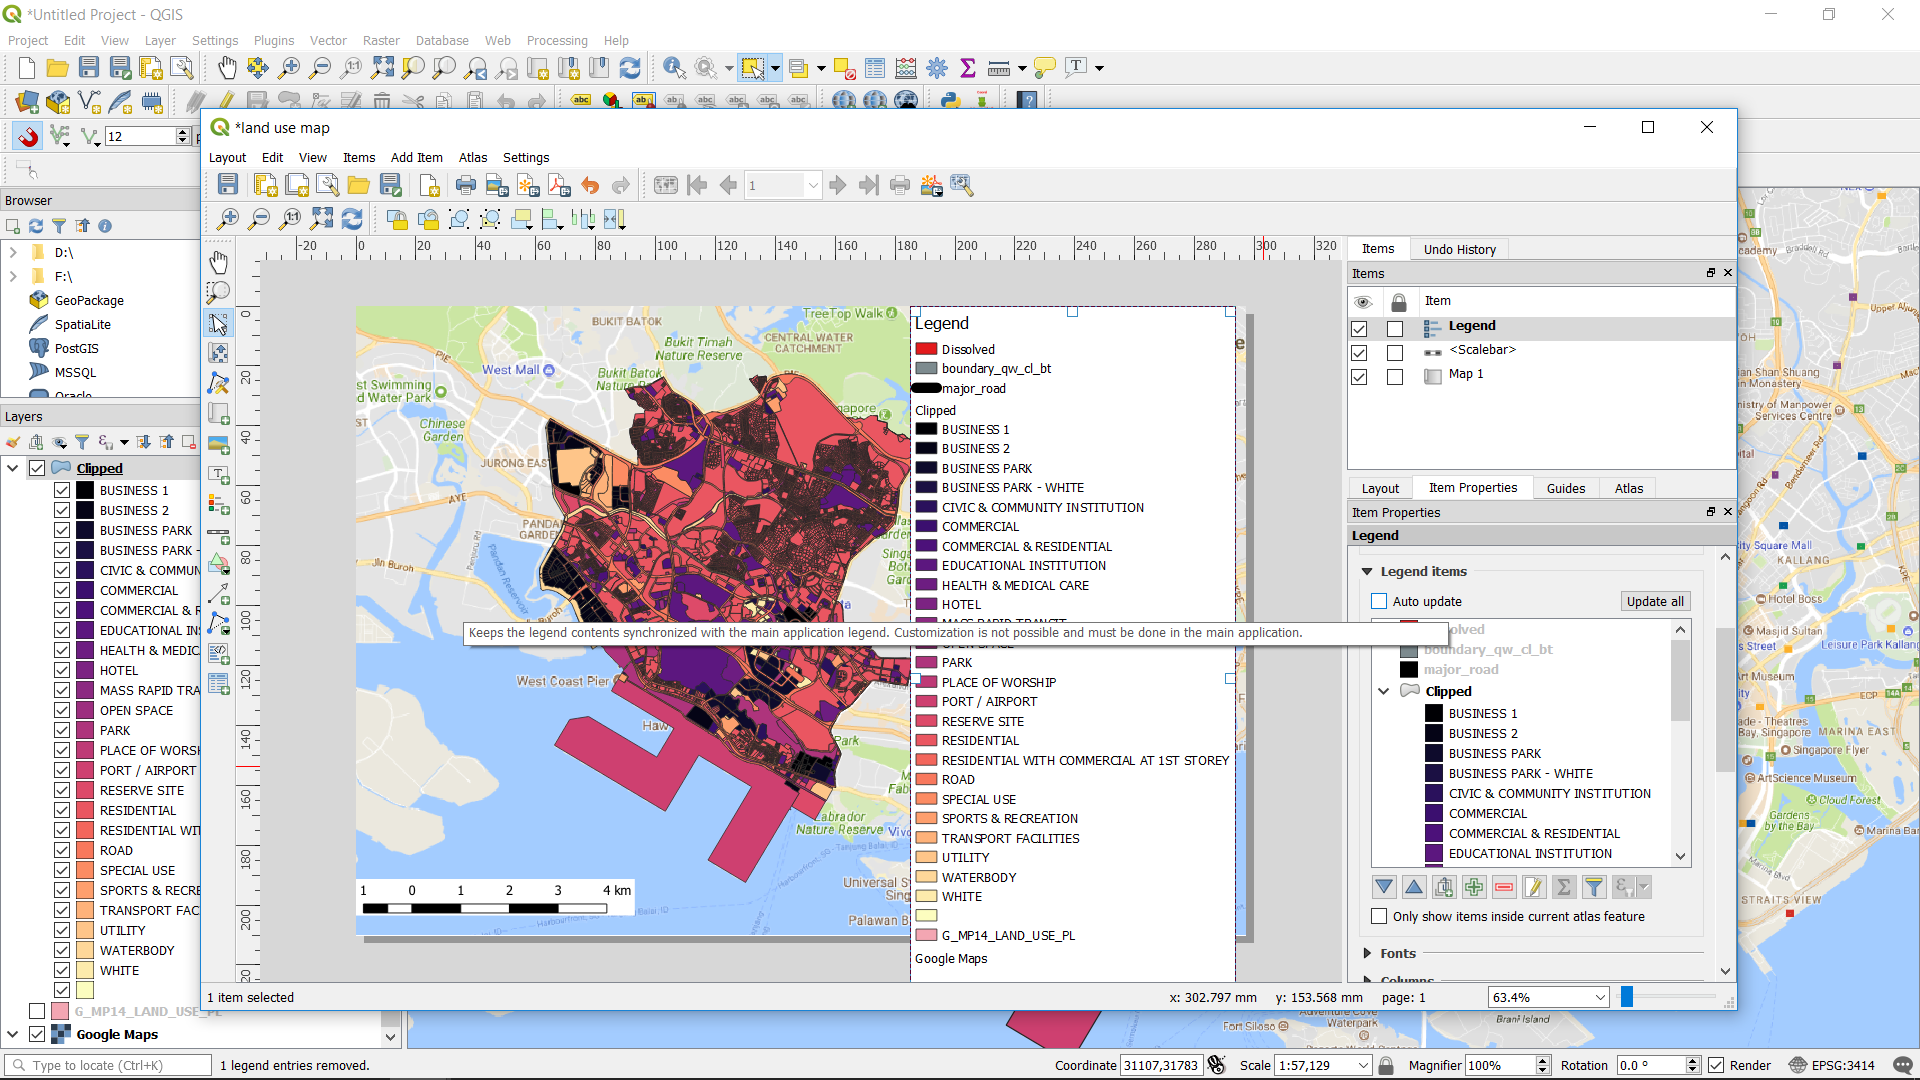 *Untitled Project - QGIS
Project Edit View Layer Settings Plugins Vector Raster Database Web Processing Help
12
*land use map
Layout Edit View Items Add Item Atlas Settings
1
Browser
D:\
F:\
GeoPackage
SpatiaLite
PostGIS
MSSQL
Oracle
Layers
Clipped
BUSINESS 1
BUSINESS 2
BUSINESS PARK
BUSINESS PARK -
CIVIC & COMMUN
COMMERCIAL
COMMERCIAL & R
EDUCATIONAL IN
HEALTH & MEDIC
HOTEL
MASS RAPID TRA
OPEN SPACE
PARK
PLACE OF WORSH
PORT / AIRPORT
RESERVE SITE
RESIDENTIAL
RESIDENTIAL WI
ROAD
SPECIAL USE
SPORTS & RECRE
TRANSPORT FAC
UTILITY
WATERBODY
WHITE
G_MP14_LAND_USE_PL
Google Maps
-20 0 20 40 60 80 100 120 140 160 180 200 220 240 260 280 300 320
0
20
40
60
80
100
120
140
160
180
200
20
BUKIT BATOK
TreeTop Walk
CENTRAL WATER
CATCHMENT
Bukit Timah
Nature Reserve
West Mall
Bukit Batok
st Swimming
d Water Park
Chinese
Garden
JURONG EAST
AYE
PIE
Jln Buroh
Pandan Reservoir
West Coast Pier
Park
Labrador
Nature Reserve
Vivo
Universal S
Palawan B
1 0 1 2 3 4 km
Legend
Dissolved
boundary_qw_cl_bt
major_road
Clipped
BUSINESS 1
BUSINESS 2
BUSINESS PARK
BUSINESS PARK - WHITE
CIVIC & COMMUNITY INSTITUTION
COMMERCIAL
COMMERCIAL & RESIDENTIAL
EDUCATIONAL INSTITUTION
HEALTH & MEDICAL CARE
HOTEL
MASS RAPID TRANSIT
Keeps the legend contents synchronized with the main application legend. Customization is not possible and must be done in the main application.
OPEN SPACE
PARK
PLACE OF WORSHIP
PORT / AIRPORT
RESERVE SITE
RESIDENTIAL
RESIDENTIAL WITH COMMERCIAL AT 1ST STOREY
ROAD
SPECIAL USE
SPORTS & RECREATION
TRANSPORT FACILITIES
UTILITY
WATERBODY
WHITE
G_MP14_LAND_USE_PL
Google Maps
Items Undo History
Items
Item
Legend
<Scalebar>
Map 1
Layout Item Properties Guides Atlas
Item Properties
Legend
Legend items
Auto update Update all
olved
boundary_qw_cl_bt
major_road
Clipped
BUSINESS 1
BUSINESS 2
BUSINESS PARK
BUSINESS PARK - WHITE
CIVIC & COMMUNITY INSTITUTION
COMMERCIAL
COMMERCIAL & RESIDENTIAL
EDUCATIONAL INSTITUTION
Only show items inside current atlas feature
Fonts
Columns
1 item selected
x: 302.797 mm y: 153.568 mm page: 1 63.4%
Tai Shan
Ministry of Manpower
Services Centre
City Square Mall
Hotel Boss
Masjid Sultan
Leisure Park Kallang
Art Museum
MARINA EAST
Singapore Flyer
ArtScience Museum
Cloud Forest
Gardens
by the Bay
Marina Bar
STRAITS VIEW
Fort Siloso
Adventure Cove
Waterpark
Brani Island
Type to locate (Ctrl+K)
1 legend entries removed.
Coordinate 31107,31783 Scale 1:57,129 Magnifier 100% Rotation 0.0 ° Render EPSG:3414